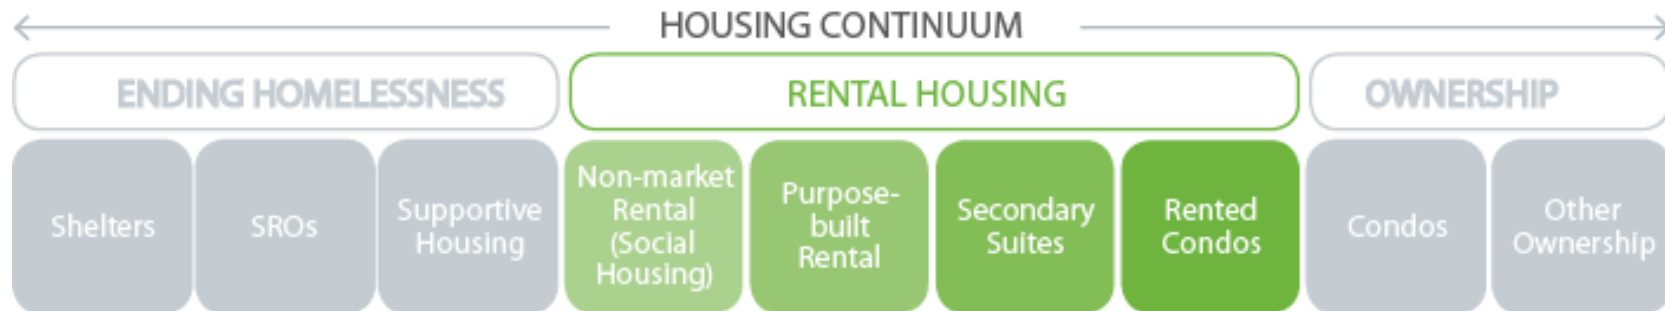 HOUSING CONTINUUM
ENDING HOMELESSNESS
RENTAL HOUSING
OWNERSHIP
Shelters
SROs
Supportive
Housing
Non-market
Rental
(Social
Housing)
Purpose-
built
Rental
Secondary
Suites
Rented
Condos
Condos
Other
Ownership